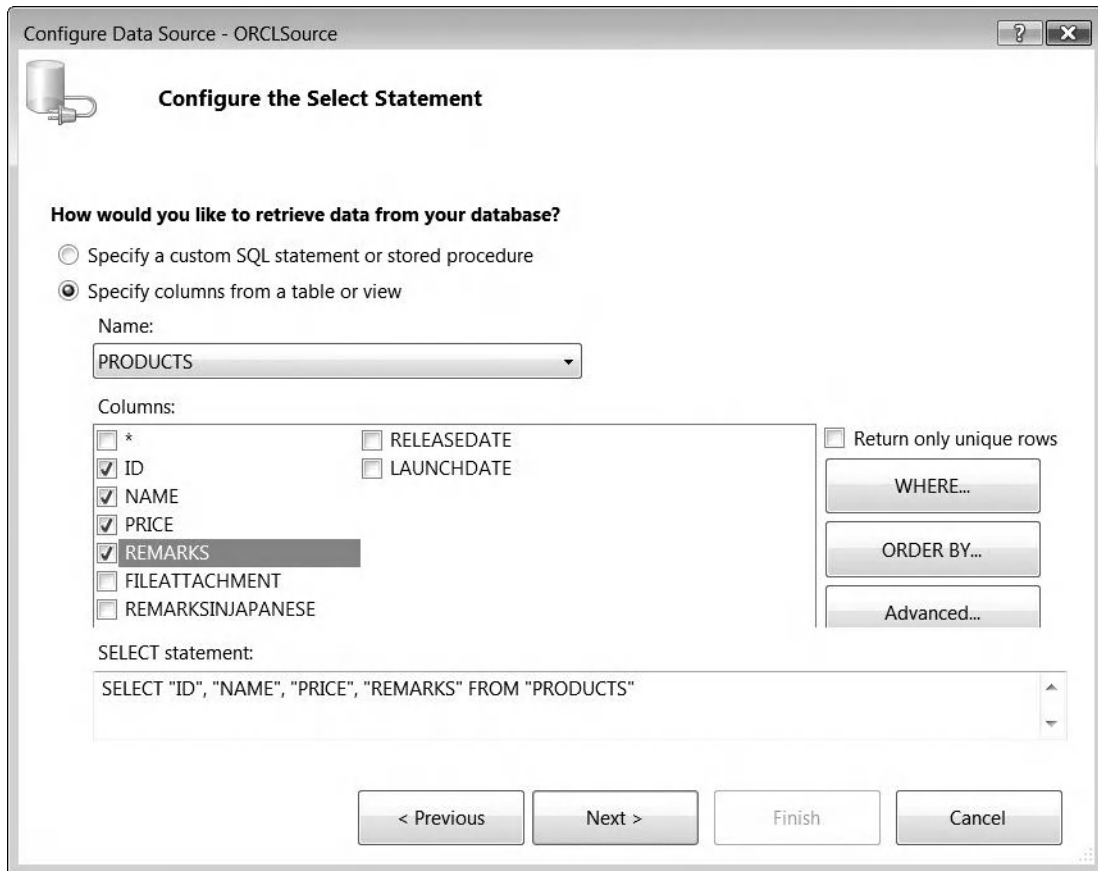 Configure Data Source - ORCLSource
Configure the Select Statement
How would you like to retrieve data from your database?
Specify a custom SQL statement or stored procedure
Specify columns from a table or view
Name:
PRODUCTS
Columns:
*
ID
NAME
PRICE
REMARKS
FILEATTACHMENT
REMARKSINJAPANESE
RELEASEDATE
LAUNCHDATE
Return only unique rows
WHERE...
ORDER BY...
Advanced...
SELECT statement:
SELECT "ID", "NAME", "PRICE", "REMARKS" FROM "PRODUCTS"
< Previous
Next >
Finish
Cancel